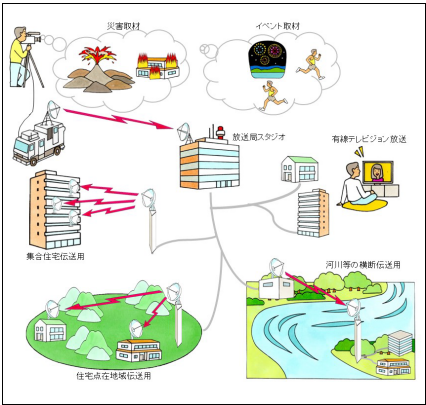 災害取材
イベント取材
放送局スタジオ
有線テレビジョン放送
集合住宅伝送用
河川等の横断伝送用
住宅点在地域伝送用